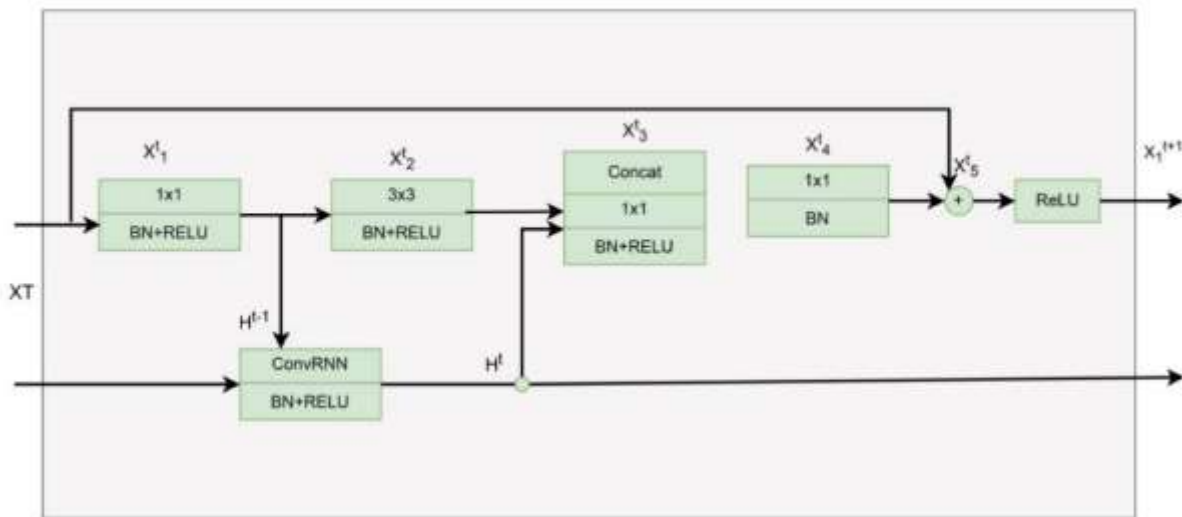 X^t_3
X^t_1
X^t_2
X^t_4
X^t_5
X_1^{t+1}
Concat
1x1
3x3
1x1
1x1
ReLU
+
BN+RELU
BN+RELU
BN+RELU
BN
XT
H^{t-1}
ConvRNN
H^t
BN+RELU